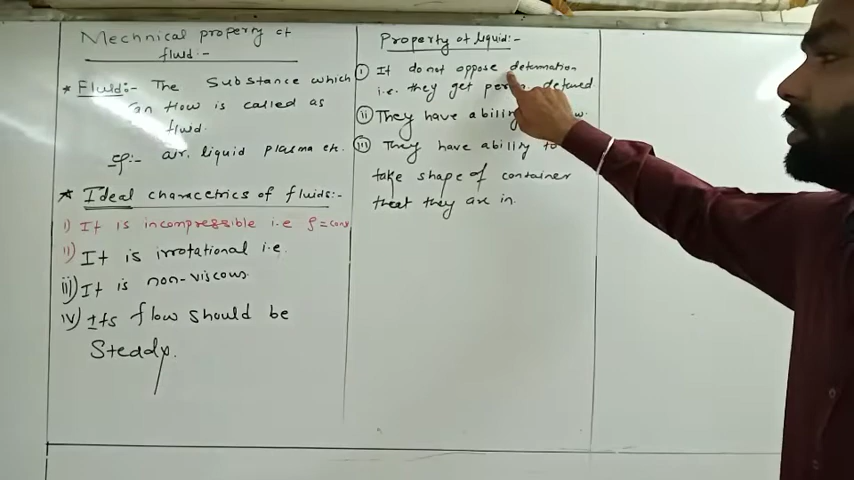 Mechnical property of
fluid:-
* Fluid:- The Substance which
can flow is called as
fluid.
eg:- air, liquid plasma etc.
* Ideal characetrics of fluids:-
i) It is incompressible i.e ρ = cons
ii) It is irrotational i.e.
iii) It is non-viscous.
iv) Its flow should be
Steady.
Property of liquid:-
i) It do not oppose deformation
i.e. they get deformed
ii) They have ability
iii) They have ability to
take shape of container
that they are in.